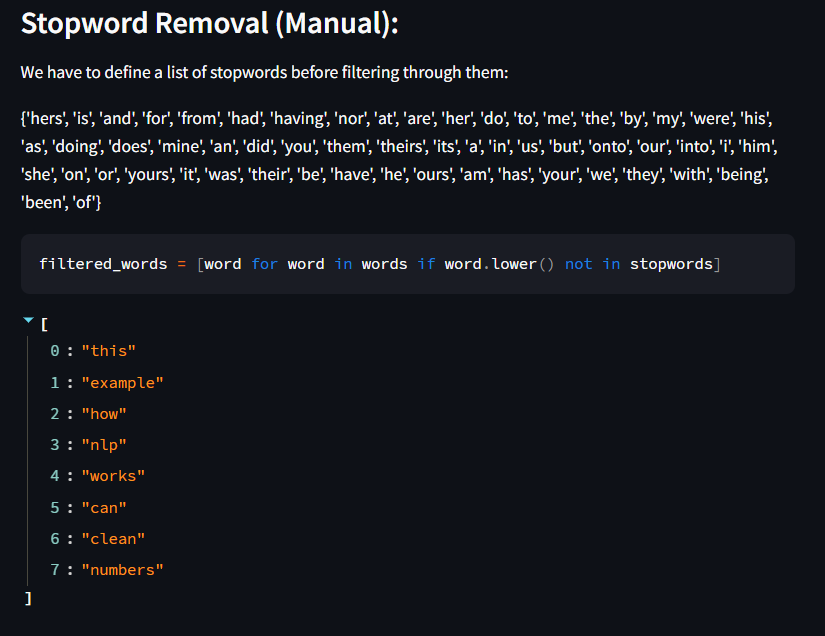 Stopword Removal (Manual):
We have to define a list of stopwords before filtering through them:
{'hers', 'is', 'and', 'for', 'from', 'had', 'having', 'nor', 'at', 'are', 'her', 'do', 'to', 'me', 'the', 'by', 'my', 'were', 'his',
'as', 'doing', 'does', 'mine', 'an', 'did', 'you', 'them', 'theirs', 'its', 'a', 'in', 'us', 'but', 'onto', 'our', 'into', 'i', 'him',
'she', 'on', 'or', 'yours', 'it', 'was', 'their', 'be', 'have', 'he', 'ours', 'am', 'has', 'your', 'we', 'they', 'with', 'being',
'been', 'of'}
filtered_words = [word for word in words if word.lower() not in stopwords]
[
0 : "this"
1 : "example"
2 : "how"
3 : "nlp"
4 : "works"
5 : "can"
6 : "clean"
7 : "numbers"
]